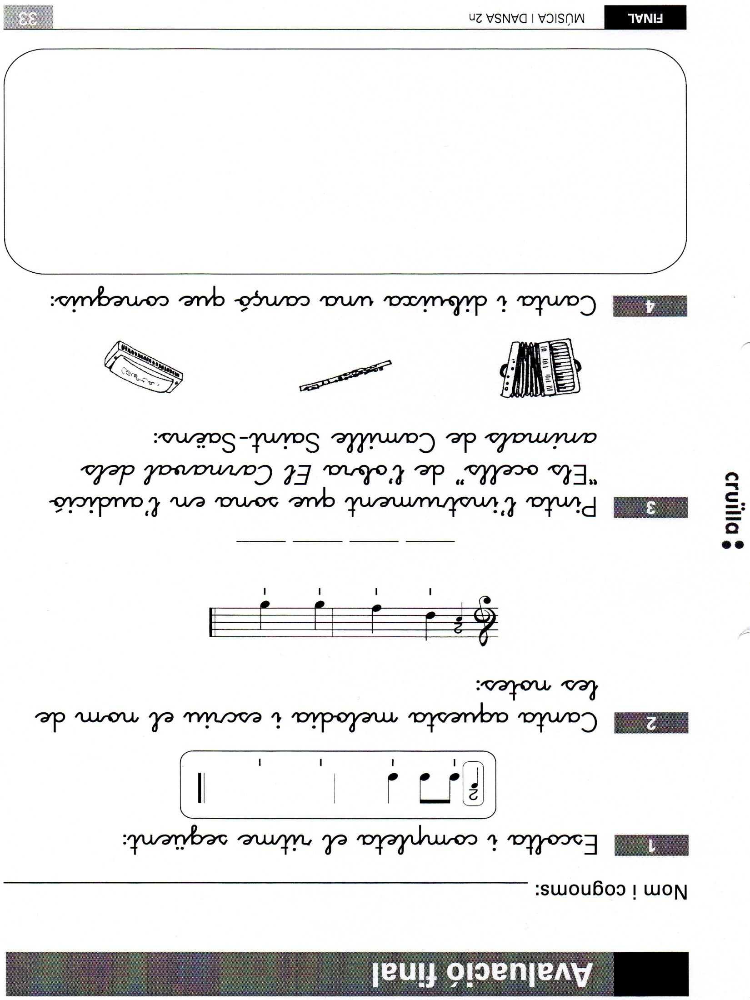 Avaluació final
Nom i cognoms:
1 Escolta i completa el ritme següent:
2
2 Canta aquesta melodia i escriu el nom de
les notes:
2
3 Pinta l'instrument que sona en l'audició
"Els ocells" de l'obra El Carnaval dels
animals de Camille Saint-Saëns:
4 Canta i dibuixa una cançó que coneguis:
cruïlla
FINAL MÚSICA I DANSA 2n 33